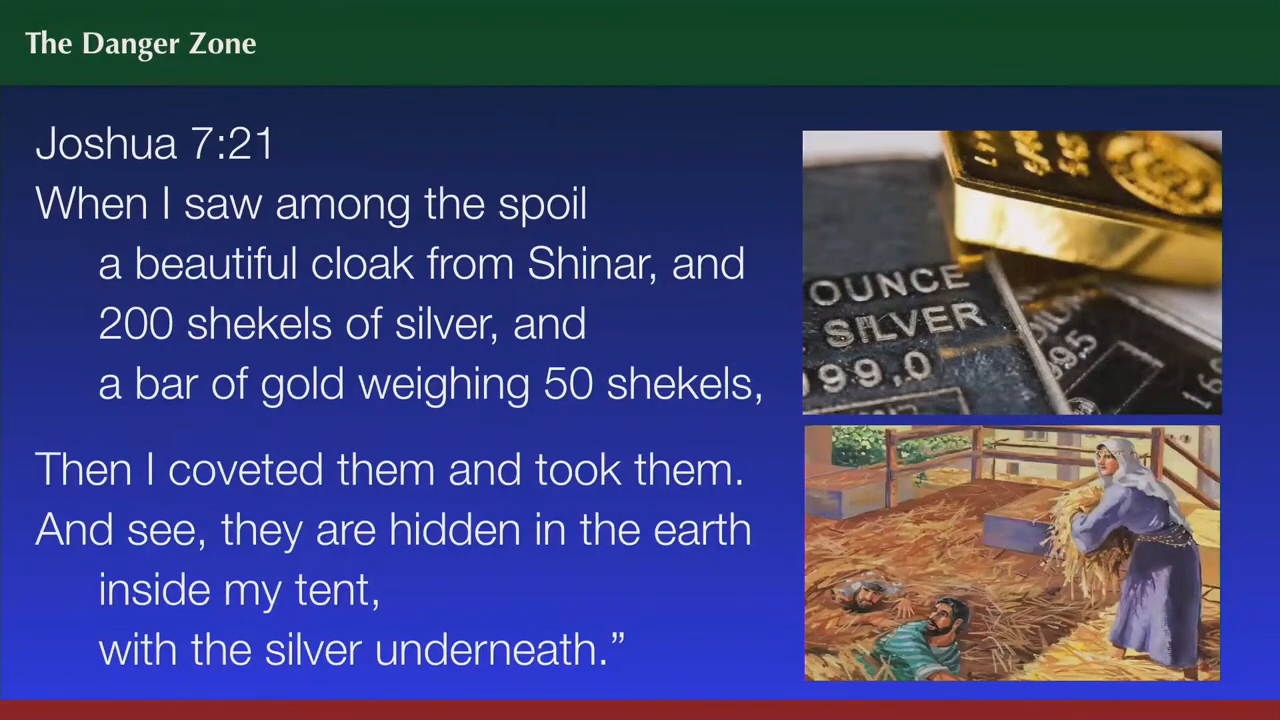 The Danger Zone
Joshua 7:21
When I saw among the spoil
a beautiful cloak from Shinar, and
200 shekels of silver, and
a bar of gold weighing 50 shekels,
Then I coveted them and took them.
And see, they are hidden in the earth
inside my tent,
with the silver underneath.”
OUNCE
SILVER
999.0